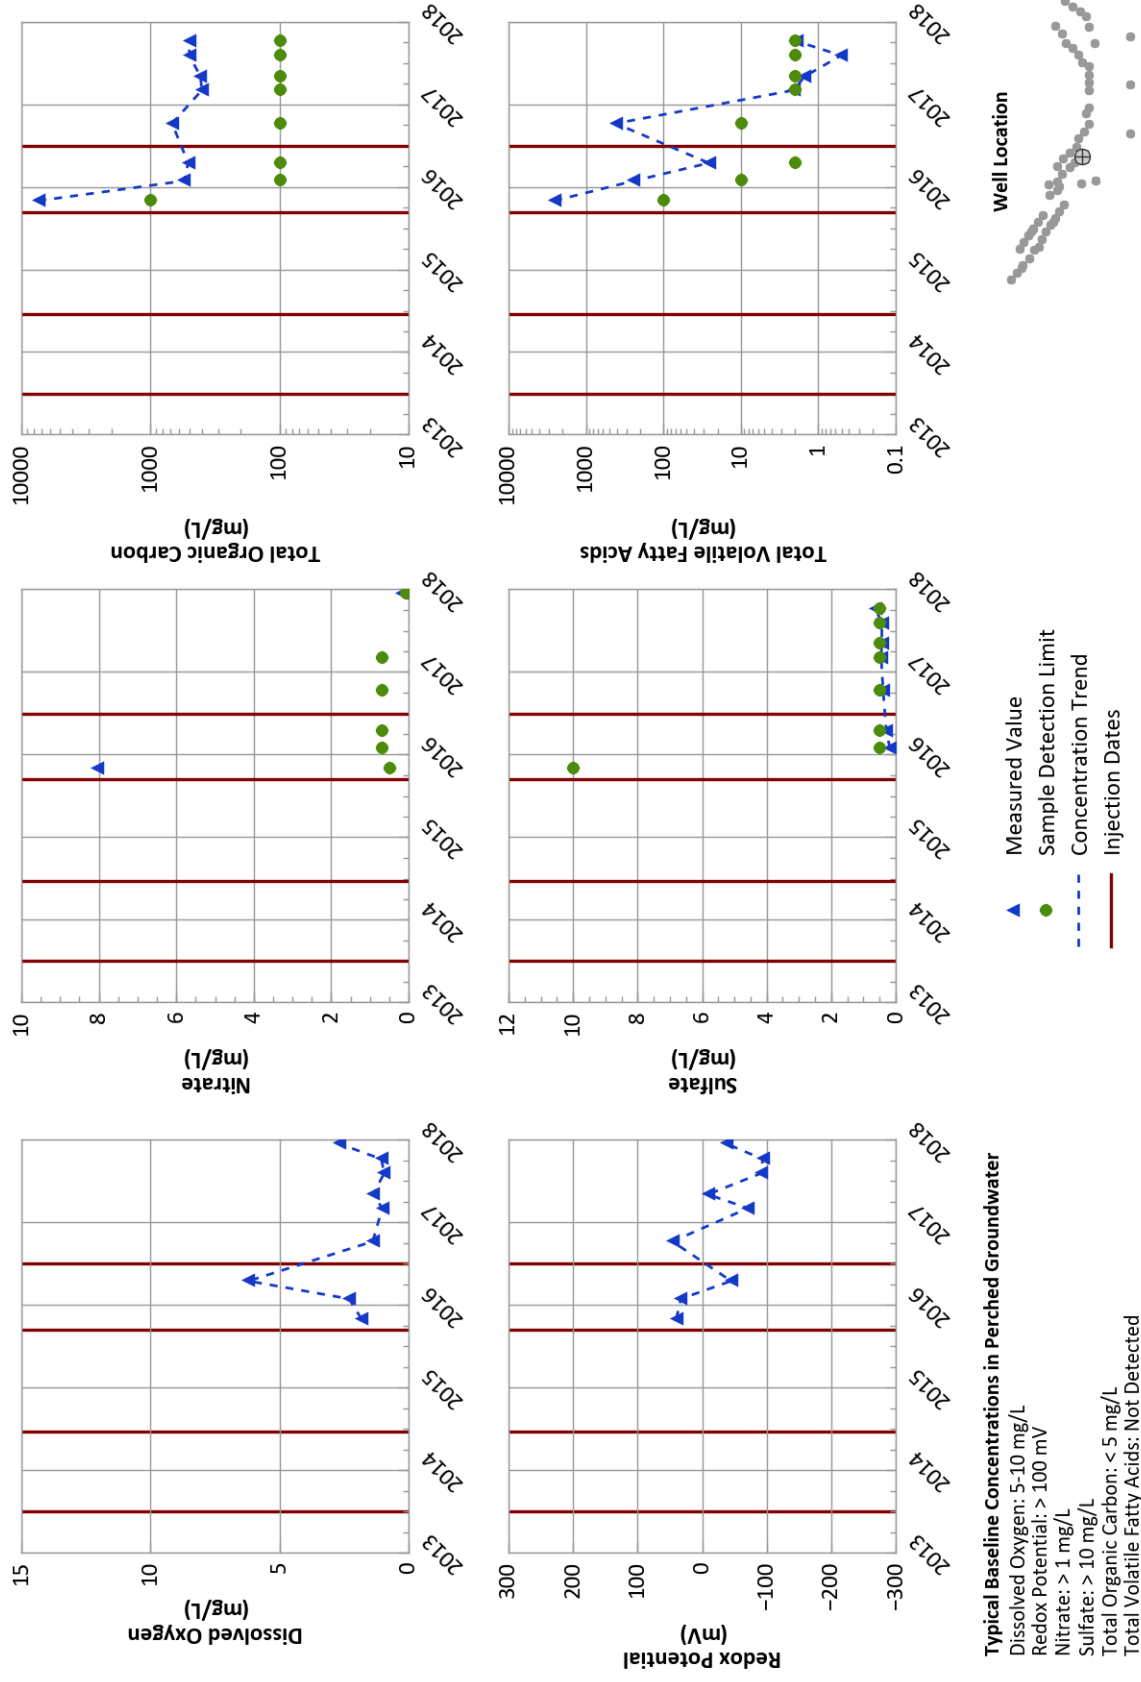 Dissolved Oxygen
(mg/L)
15
10
5
0
2013
2014
2015
2016
2017
2018
Nitrate
(mg/L)
10
8
6
4
2
0
2013
2014
2015
2016
2017
2018
Total Organic Carbon
(mg/L)
10000
1000
100
10
2013
2014
2015
2016
2017
2018
Redox Potential
(mV)
300
200
100
0
−100
−200
−300
2013
2014
2015
2016
2017
2018
Sulfate
(mg/L)
12
10
8
6
4
2
0
2013
2014
2015
2016
2017
2018
Total Volatile Fatty Acids
(mg/L)
10000
1000
100
10
1
0.1
2013
2014
2015
2016
2017
2018
Typical Baseline Concentrations in Perched Groundwater
Dissolved Oxygen: 5-10 mg/L
Redox Potential: > 100 mV
Nitrate: > 1 mg/L
Sulfate: > 10 mg/L
Total Organic Carbon: < 5 mg/L
Total Volatile Fatty Acids: Not Detected
Measured Value
Sample Detection Limit
Concentration Trend
Injection Dates
Well Location